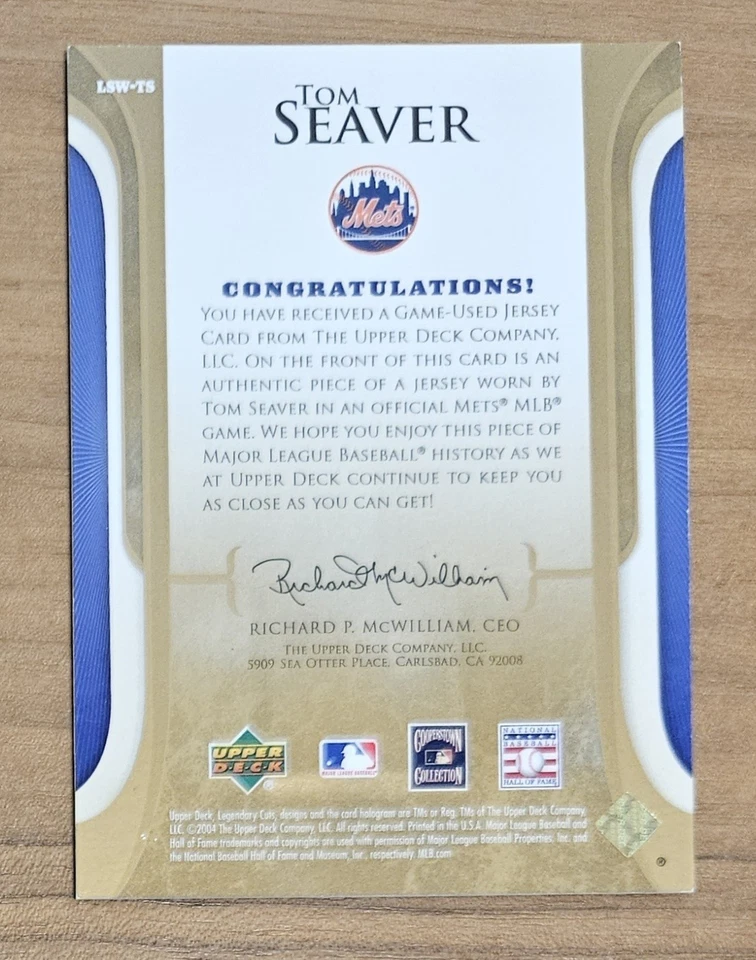 LSW-TS
TOM
SEAVER
Mets
CONGRATULATIONS!
YOU HAVE RECEIVED A GAME-USED JERSEY
CARD FROM THE UPPER DECK COMPANY,
LLC. ON THE FRONT OF THIS CARD IS AN
AUTHENTIC PIECE OF A JERSEY WORN BY
TOM SEAVER IN AN OFFICIAL METS® MLB®
GAME. WE HOPE YOU ENJOY THIS PIECE OF
MAJOR LEAGUE BASEBALL® HISTORY AS WE
AT UPPER DECK CONTINUE TO KEEP YOU
AS CLOSE AS YOU CAN GET!
Richard McWilliam
RICHARD P. MCWILLIAM, CEO
THE UPPER DECK COMPANY, LLC.
5909 SEA OTTER PLACE, CARLSBAD, CA 92008
UPPER
DECK
®
MAJOR LEAGUE BASEBALL
COOPERSTOWN
COLLECTION
NATIONAL
BASEBALL
HALL OF FAME
Upper Deck, Legendary Cuts, designs and the card hologram are TMs or Reg. TMs of The Upper Deck Company,
LLC. ©2004 The Upper Deck Company, LLC. All rights reserved. Printed in the U.S.A. Major League Baseball and
Hall of Fame trademarks and copyrights are used with permission of Major League Baseball Properties, Inc. and
the National Baseball Hall of Fame and Museum, Inc., respectively. MLB.com
®